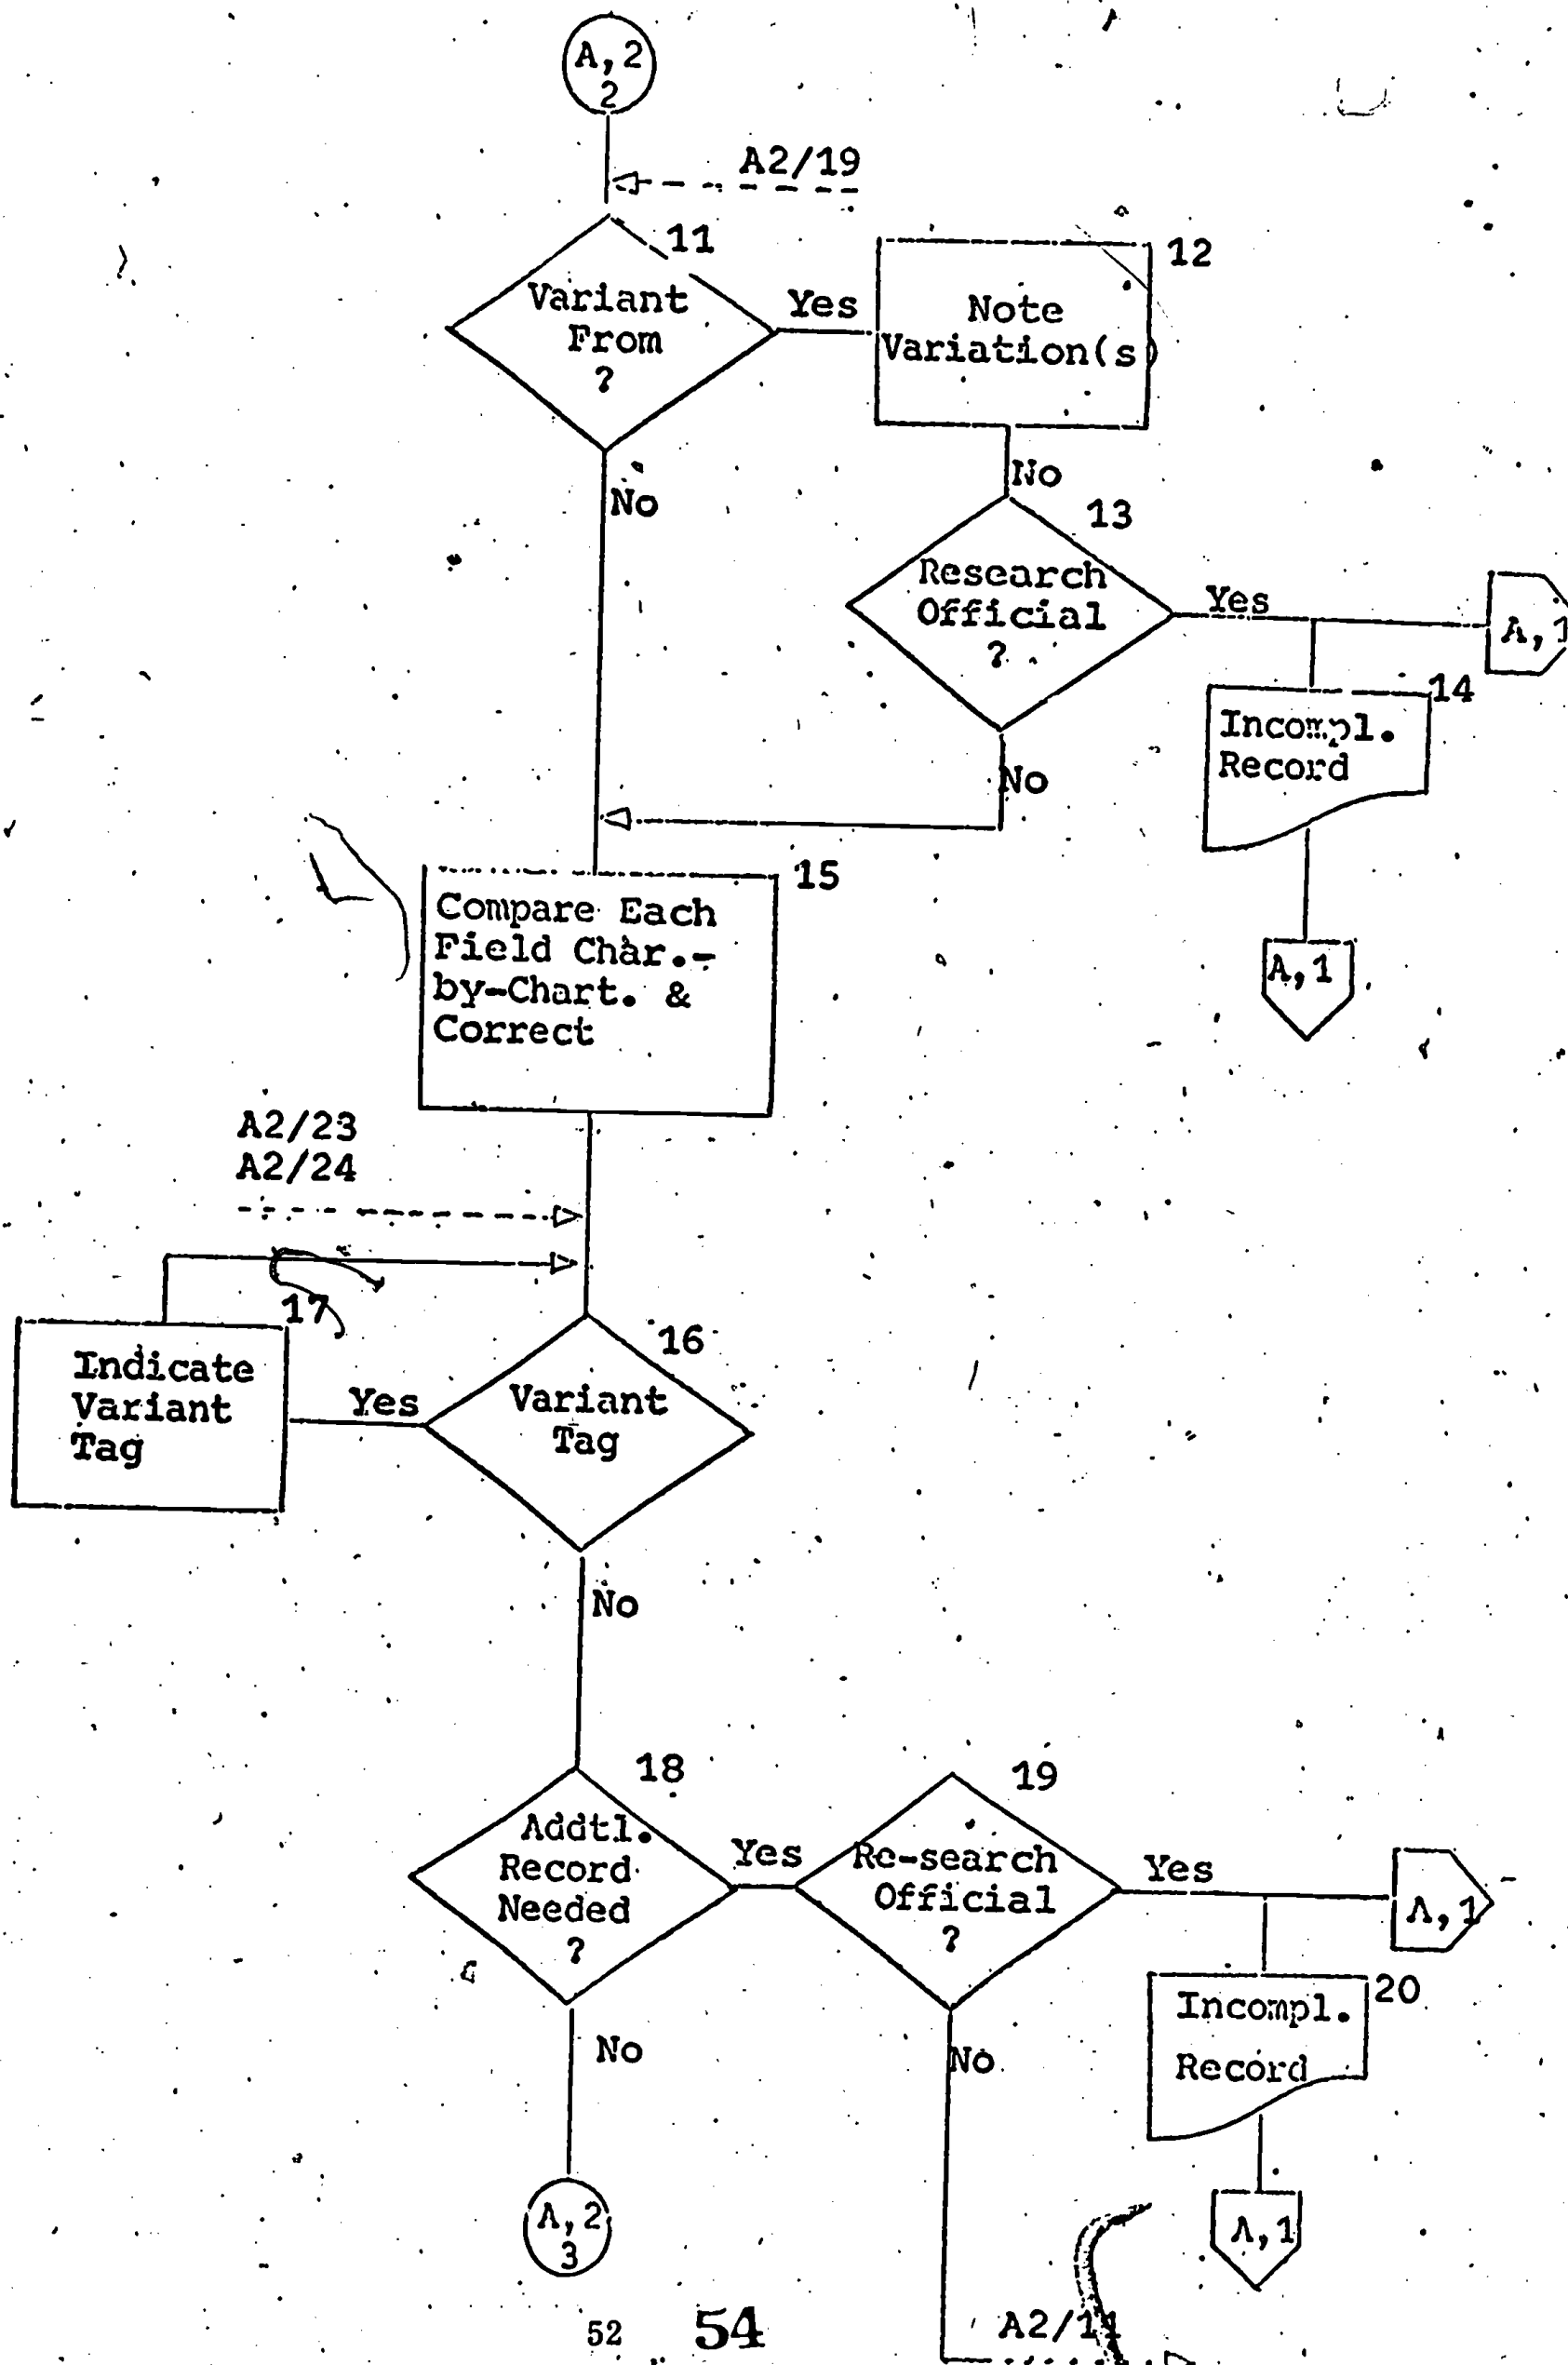 A,2
2
A2/19
11
Variant
From
?
Yes
12
Note
Variation(s)
No
No
13
Research
Official
?
Yes
A,1
14
Incompl.
Record
No
A,1
15
Compare Each
Field Char.-
by-Chart. &
Correct
A2/23
A2/24
17
Indicate
Variant
Tag
Yes
16
Variant
Tag
No
18
Addtl.
Record
Needed
?
Yes
19
Re-search
Official
?
Yes
A,1
20
Incompl.
Record
No
No
A,2
3
A,1
A2/11
52
54